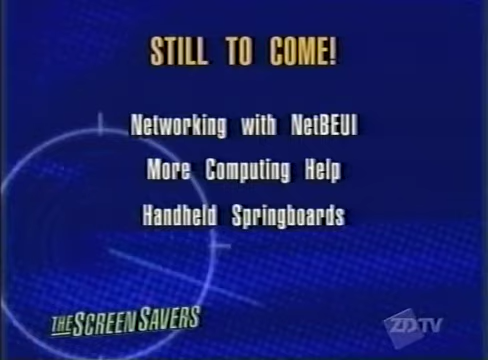 STILL TO COME!
Networking with NetBEUI
More Computing Help
Handheld Springboards
THE SCREEN SAVERS
ZDTV